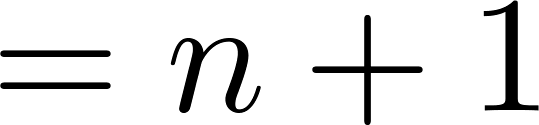 = n + 1